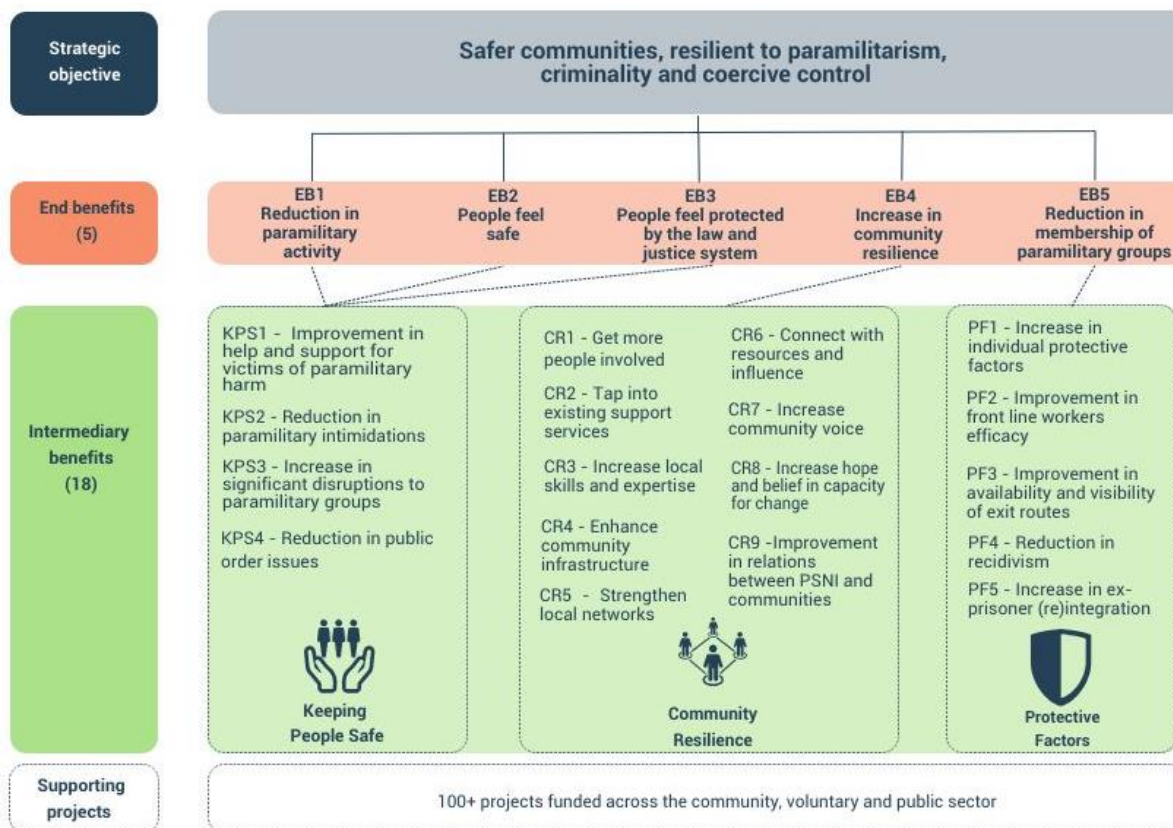 Strategic
objective
Safer communities, resilient to paramilitarism,
criminality and coercive control
End benefits
(5)
EB1
Reduction in
paramilitary
activity
EB2
People feel
safe
EB3
People feel protected
by the law and
justice system
EB4
Increase in
community
resilience
EB5
Reduction in
membership of
paramilitary groups
Intermediary
benefits
(18)
KPS1 - Improvement in
help and support for
victims of paramilitary
harm
KPS2 - Reduction in
paramilitary intimidations
KPS3 - Increase in
significant disruptions to
paramilitary groups
KPS4 - Reduction in public
order issues
Keeping
People Safe
CR1 - Get more
people involved
CR2 - Tap into
existing support
services
CR3 - Increase local
skills and expertise
CR4 - Enhance
community
infrastructure
CR5 - Strengthen
local networks
CR6 - Connect with
resources and
influence
CR7 - Increase
community voice
CR8 - Increase hope
and belief in capacity
for change
CR9 -Improvement
in relations
between PSNI and
communities
Community
Resilience
PF1 - Increase in
individual protective
factors
PF2 - Improvement in
front line workers
efficacy
PF3 - Improvement in
availability and visibility
of exit routes
PF4 - Reduction in
recidivism
PF5 - Increase in ex-
prisoner (re)integration
Protective
Factors
Supporting
projects
100+ projects funded across the community, voluntary and public sector